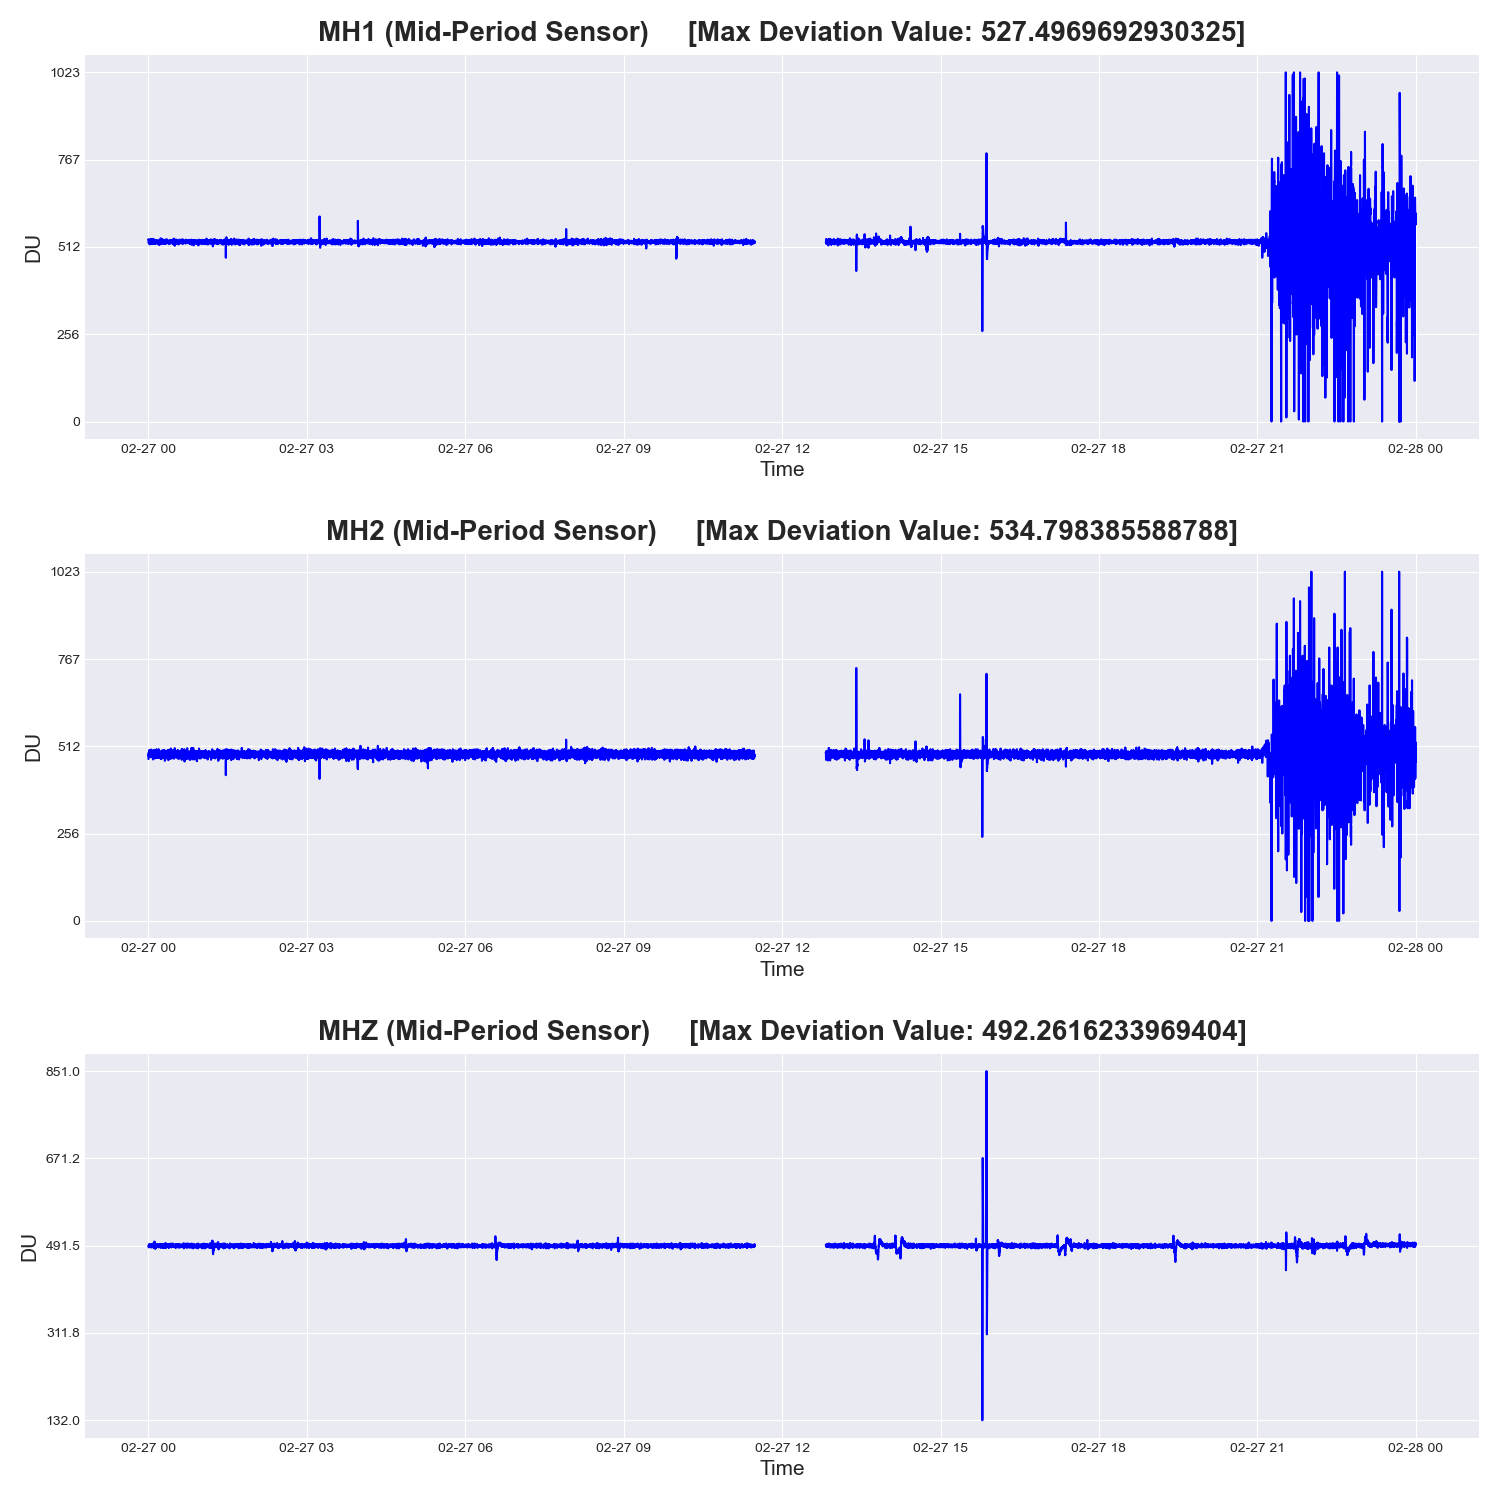 MH1 (Mid-Period Sensor) [Max Deviation Value: 527.4969692930325]
1023
767
512
256
0
DU
02-27 00 02-27 03 02-27 06 02-27 09 02-27 12 02-27 15 02-27 18 02-27 21 02-28 00
Time
MH2 (Mid-Period Sensor) [Max Deviation Value: 534.798385588788]
1023
767
512
256
0
DU
02-27 00 02-27 03 02-27 06 02-27 09 02-27 12 02-27 15 02-27 18 02-27 21 02-28 00
Time
MHZ (Mid-Period Sensor) [Max Deviation Value: 492.2616233969404]
851.0
671.2
491.5
311.8
132.0
DU
02-27 00 02-27 03 02-27 06 02-27 09 02-27 12 02-27 15 02-27 18 02-27 21 02-28 00
Time